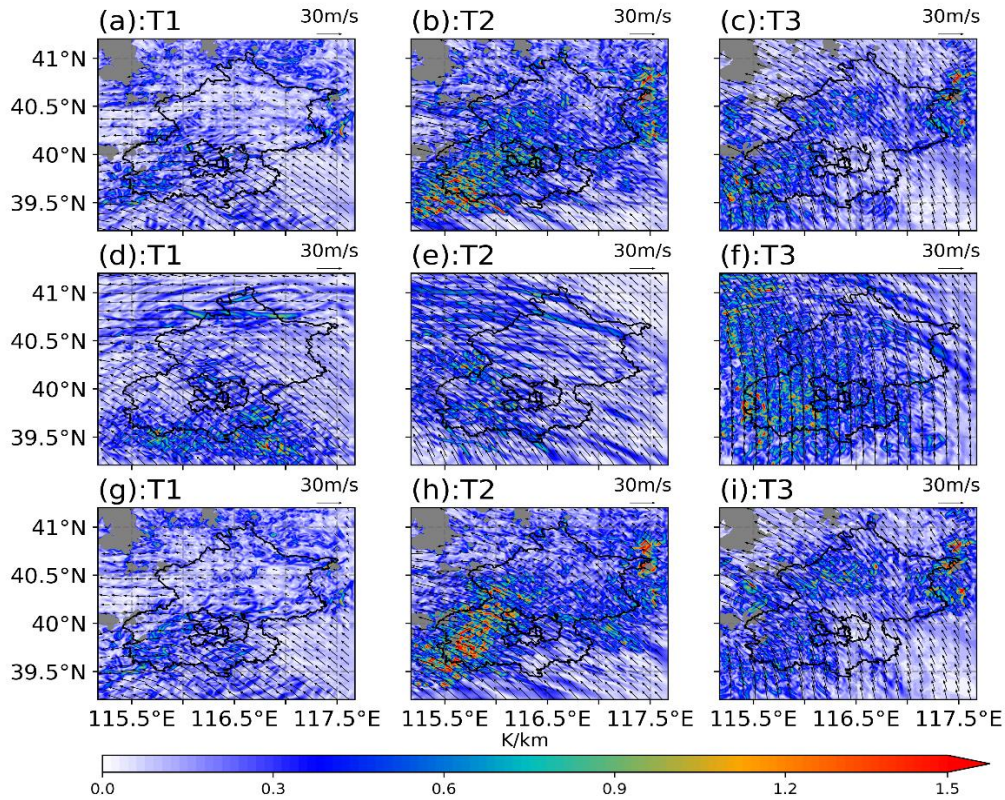 (a):T1 30m/s (b):T2 30m/s (c):T3 30m/s
41°N
40.5°N
40°N
39.5°N
(d):T1 30m/s (e):T2 30m/s (f):T3 30m/s
41°N
40.5°N
40°N
39.5°N
(g):T1 30m/s (h):T2 30m/s (i):T3 30m/s
41°N
40.5°N
40°N
39.5°N
115.5°E 116.5°E 117.5°E 115.5°E 116.5°E 117.5°E 115.5°E 116.5°E 117.5°E
K/km
0.0 0.3 0.6 0.9 1.2 1.5